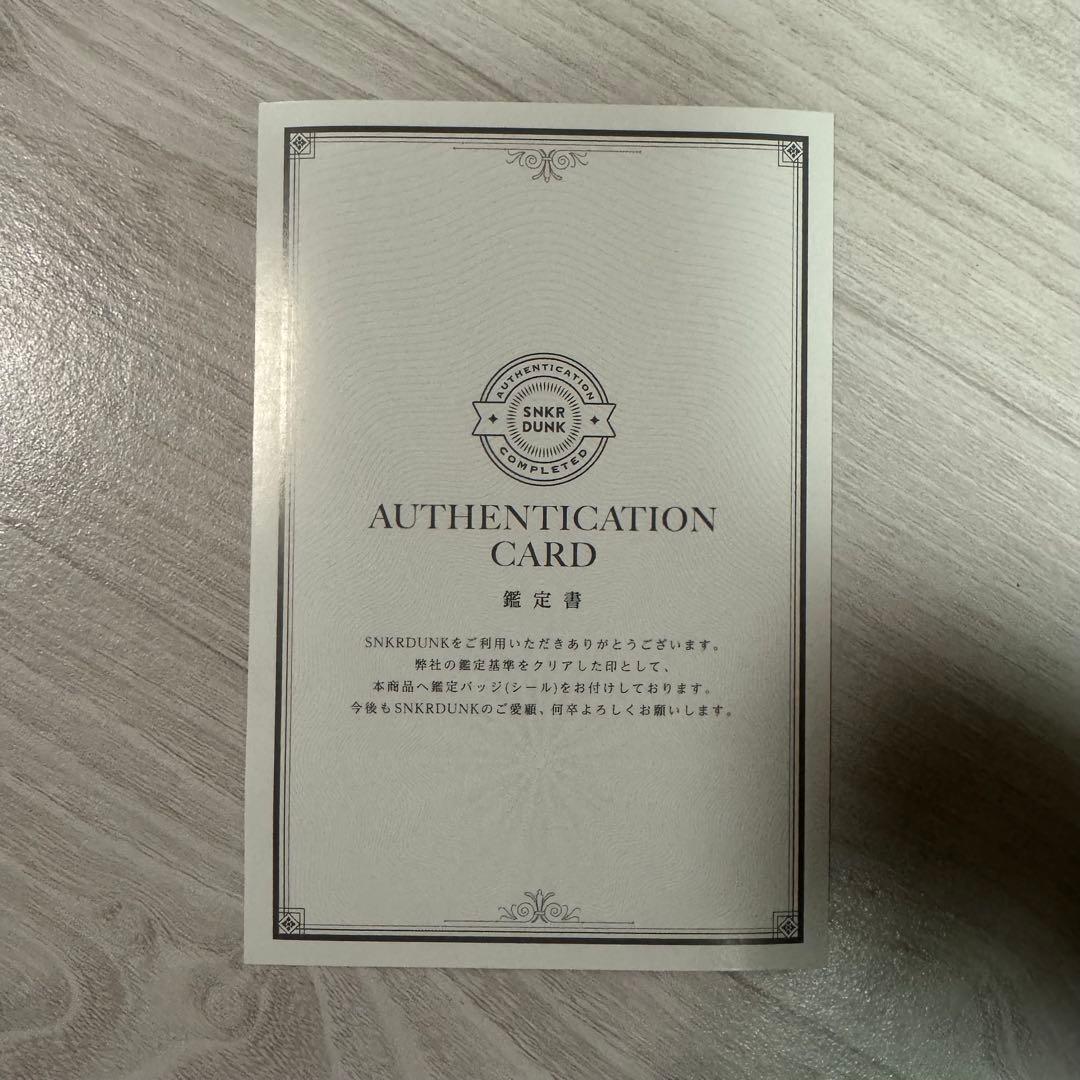 AUTHENTICATION
SNKR
DUNK
COMPLETED
AUTHENTICATION
CARD
鑑定書
SNKRDUNKをご利用いただきありがとうございます。
弊社の鑑定基準をクリアした印として、
本商品へ鑑定バッジ(シール)をお付けしております。
今後もSNKRDUNKのご愛顧、何卒よろしくお願いします。